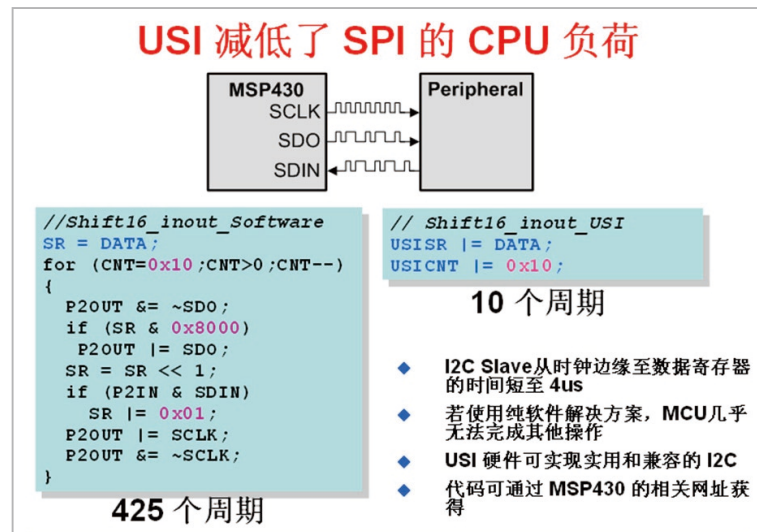 USI 减低了 SPI 的 CPU 负荷
MSP430
SCLK
SDO
SDIN
Peripheral
//Shift16_inout_Software
SR = DATA;
for (CNT=0x10;CNT>0;CNT--)
{
P2OUT &= ~SDO;
if (SR & 0x8000)
P2OUT |= SDO;
SR = SR << 1;
if (P2IN & SDIN)
SR |= 0x01;
P2OUT |= SCLK;
P2OUT &= ~SCLK;
}
425 个周期
// Shift16_inout_USI
USISR |= DATA;
USICNT |= 0x10;
10 个周期
I2C Slave从时钟边缘至数据寄存器
的时间短至 4us
若使用纯软件解决方案，MCU几乎
无法完成其他操作
USI 硬件可实现实用和兼容的 I2C
代码可通过 MSP430 的相关网址获
得